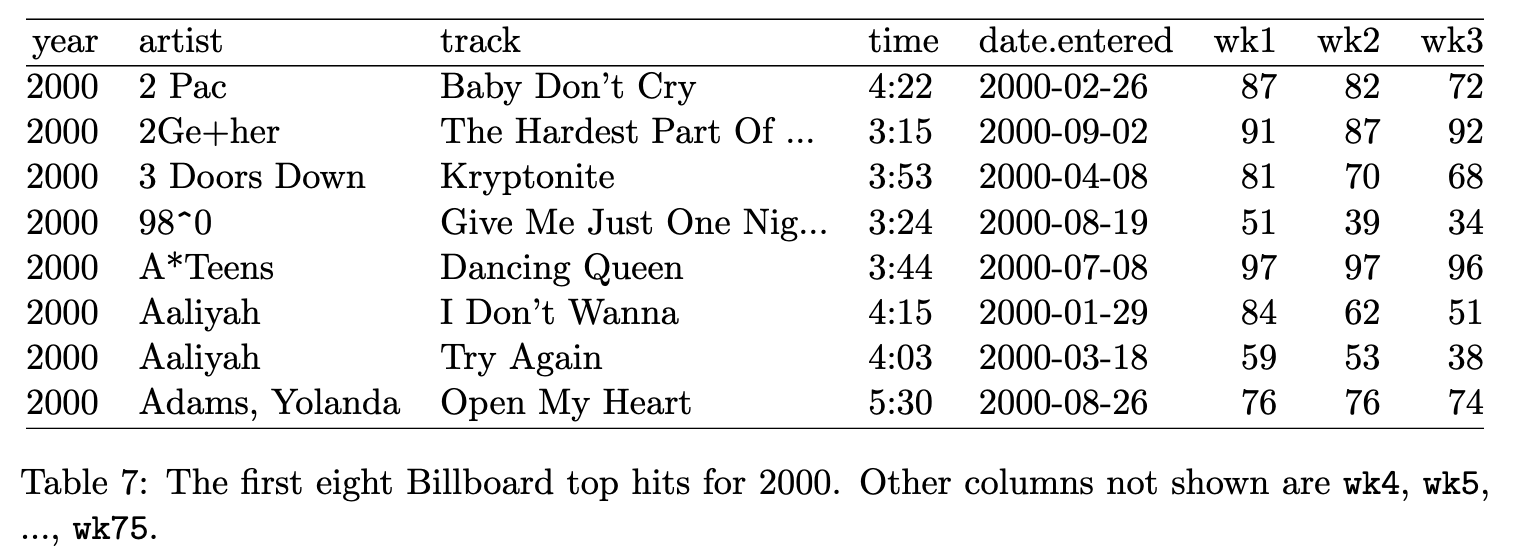 year artist track time date.entered wk1 wk2 wk3
2000 2 Pac Baby Don't Cry 4:22 2000-02-26 87 82 72
2000 2Ge+her The Hardest Part Of ... 3:15 2000-09-02 91 87 92
2000 3 Doors Down Kryptonite 3:53 2000-04-08 81 70 68
2000 98^0 Give Me Just One Nig... 3:24 2000-08-19 51 39 34
2000 A*Teens Dancing Queen 3:44 2000-07-08 97 97 96
2000 Aaliyah I Don't Wanna 4:15 2000-01-29 84 62 51
2000 Aaliyah Try Again 4:03 2000-03-18 59 53 38
2000 Adams, Yolanda Open My Heart 5:30 2000-08-26 76 76 74
Table 7: The first eight Billboard top hits for 2000. Other columns not shown are wk4, wk5,
..., wk75.